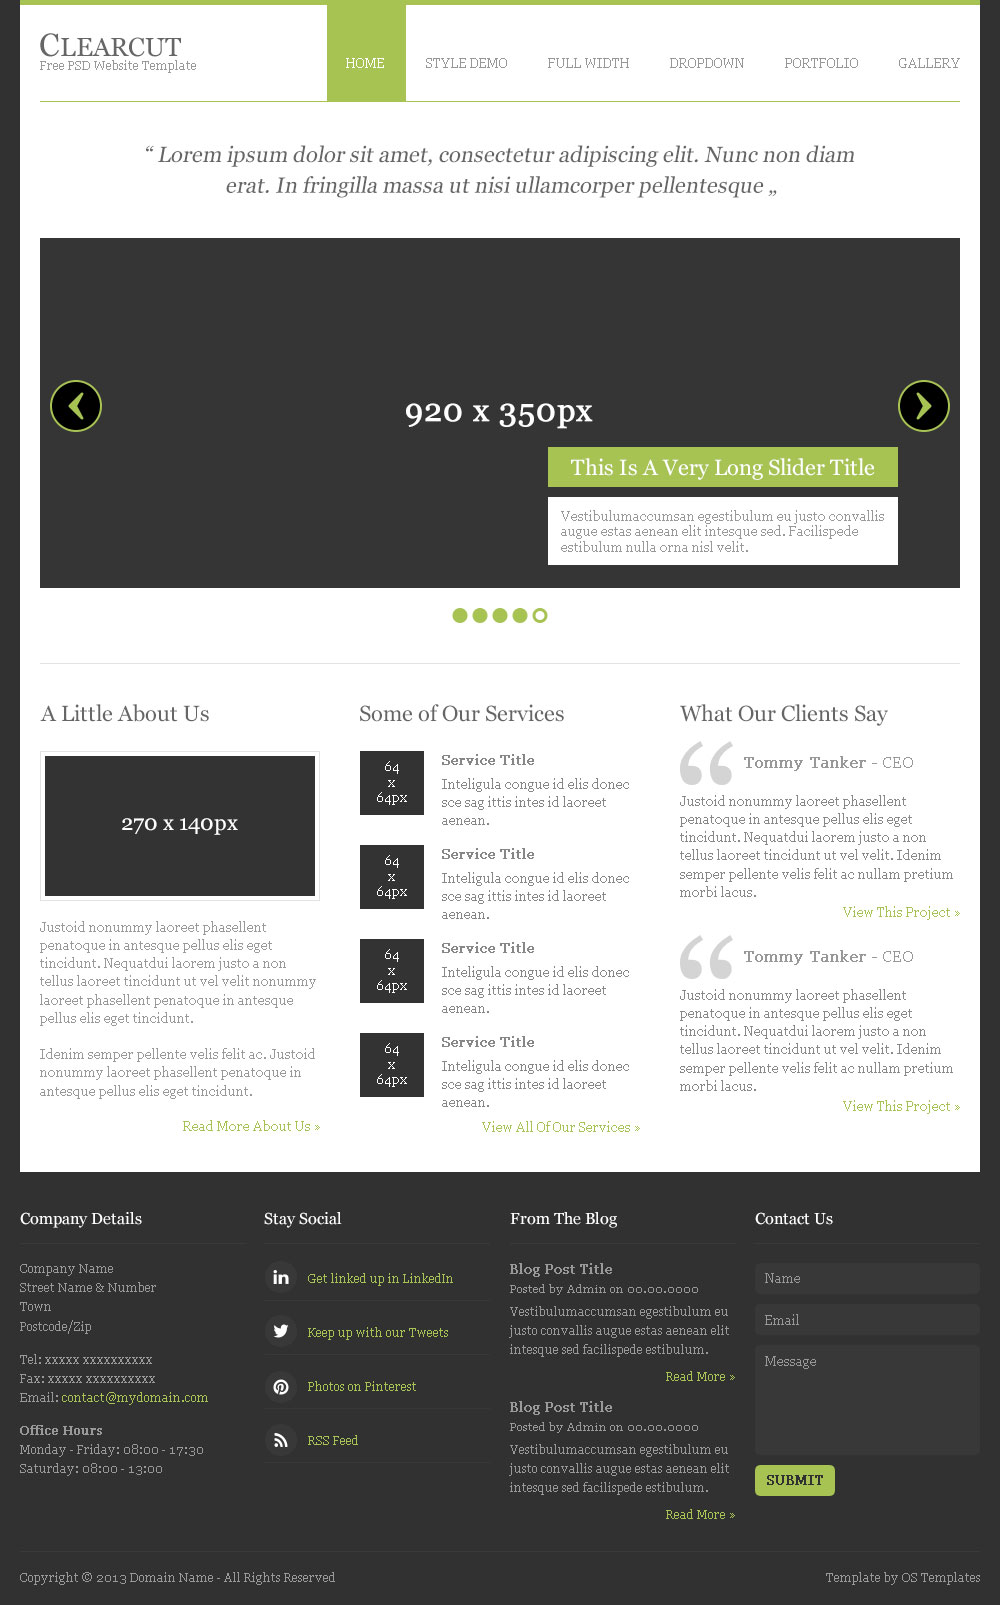 CLEARCUT
Free PSD Website Template
HOME
STYLE DEMO
FULL WIDTH
DROPDOWN
PORTFOLIO
GALLERY
“ Lorem ipsum dolor sit amet, consectetur adipiscing elit. Nunc non diam
erat. In fringilla massa ut nisi ullamcorper pellentesque „
920 x 350px
This Is A Very Long Slider Title
Vestibulumaccumsan egestibulum eu justo convallis
augue estas aenean elit intesque sed. Facilispede
estibulum nulla orna nisl velit.
A Little About Us
270 x 140px
Justoid nonummy laoreet phasellent
penatoque in antesque pellus elis eget
tincidunt. Nequatdui laorem justo a non
tellus laoreet tincidunt ut vel velit nonummy
laoreet phasellent penatoque in antesque
pellus elis eget tincidunt.
Idenim semper pellente velis felit ac. Justoid
nonummy laoreet phasellent penatoque in
antesque pellus elis eget tincidunt.
Read More About Us »
Some of Our Services
64
x
64px
Service Title
Inteligula congue id elis donec
sce sag ittis intes id laoreet
aenean.
64
x
64px
Service Title
Inteligula congue id elis donec
sce sag ittis intes id laoreet
aenean.
64
x
64px
Service Title
Inteligula congue id elis donec
sce sag ittis intes id laoreet
aenean.
64
x
64px
Service Title
Inteligula congue id elis donec
sce sag ittis intes id laoreet
aenean.
View All Of Our Services »
What Our Clients Say
“ Tommy Tanker - CEO
Justoid nonummy laoreet phasellent
penatoque in antesque pellus elis eget
tincidunt. Nequatdui laorem justo a non
tellus laoreet tincidunt ut vel velit. Idenim
semper pellente velis felit ac nullam pretium
morbi lacus.
View This Project »
“ Tommy Tanker - CEO
Justoid nonummy laoreet phasellent
penatoque in antesque pellus elis eget
tincidunt. Nequatdui laorem justo a non
tellus laoreet tincidunt ut vel velit. Idenim
semper pellente velis felit ac nullam pretium
morbi lacus.
View This Project »
Company Details
Company Name
Street Name & Number
Town
Postcode/Zip
Tel: xxxxx xxxxxxxxxx
Fax: xxxxx xxxxxxxxxx
Email: contact@mydomain.com
Office Hours
Monday - Friday: 08:00 - 17:30
Saturday: 08:00 - 13:00
Stay Social
in Get linked up in LinkedIn
Keep up with our Tweets
Photos on Pinterest
RSS Feed
From The Blog
Blog Post Title
Posted by Admin on 00.00.0000
Vestibulumaccumsan egestibulum eu
justo convallis augue estas aenean elit
intesque sed facilispede estibulum.
Read More »
Blog Post Title
Posted by Admin on 00.00.0000
Vestibulumaccumsan egestibulum eu
justo convallis augue estas aenean elit
intesque sed facilispede estibulum.
Read More »
Contact Us
Name
Email
Message
SUBMIT
Copyright © 2013 Domain Name - All Rights Reserved
Template by OS Templates